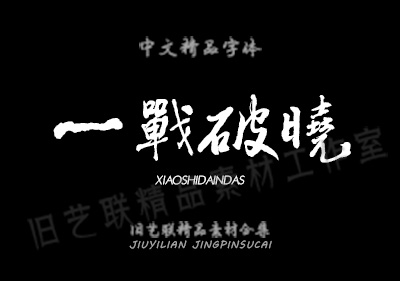 中文精品字体
一戰破曉
XIAOSHIDAINDAS
旧艺联精品素材工作室
旧艺联精品素材合集
JIUYILIAN JINGPINSUCAI